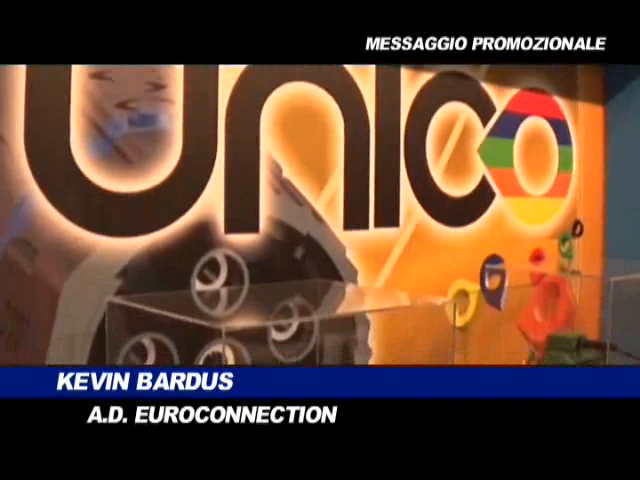 MESSAGGIO PROMOZIONALE
unico
KEVIN BARDUS
A.D. EUROCONNECTION